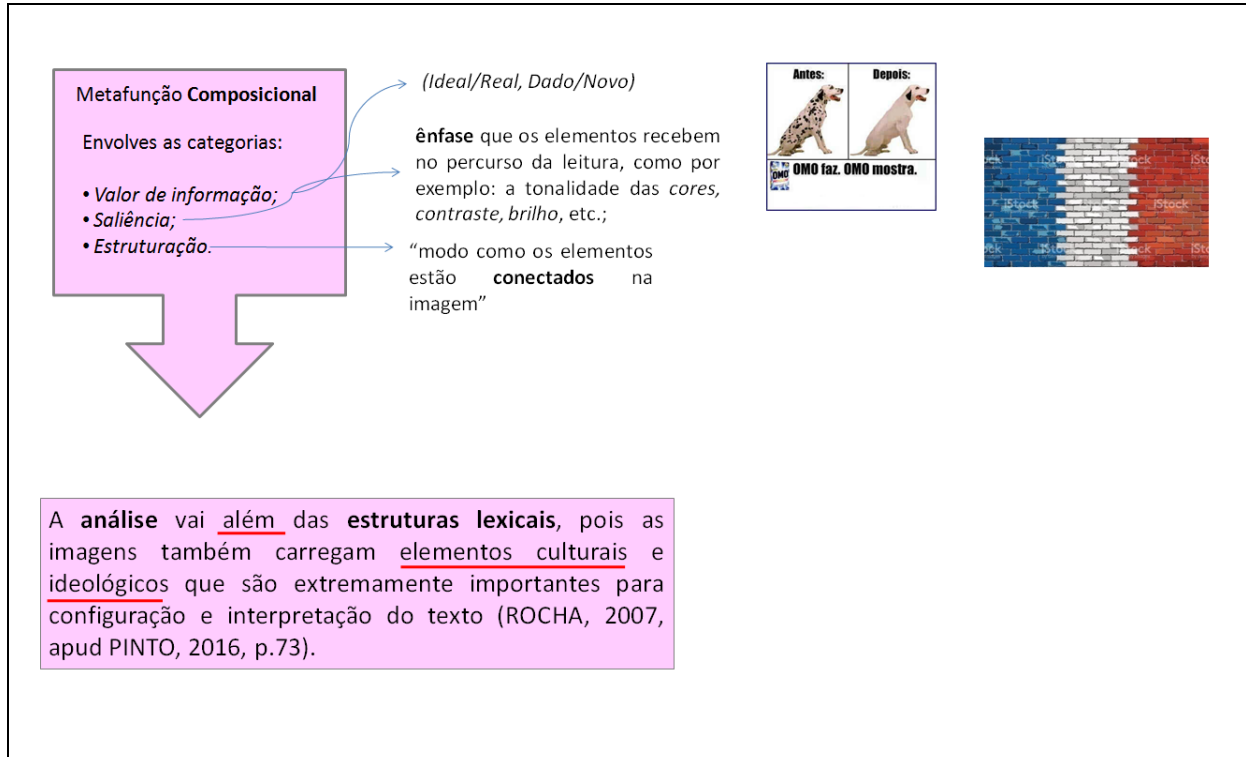 Metafunção Composicional
Envolves as categorias:
• Valor de informação;
• Saliência;
• Estruturação.
(Ideal/Real, Dado/Novo)
ênfase que os elementos recebem
no percurso da leitura, como por
exemplo: a tonalidade das cores,
contraste, brilho, etc.;
“modo como os elementos
estão conectados na
imagem”
Antes:
Depois:
OMO
OMO faz. OMO mostra.
iStock
iStock
iStock
iStock
iStock
A análise vai além das estruturas lexicais, pois as
imagens também carregam elementos culturais e
ideológicos que são extremamente importantes para
configuração e interpretação do texto (ROCHA, 2007,
apud PINTO, 2016, p.73).